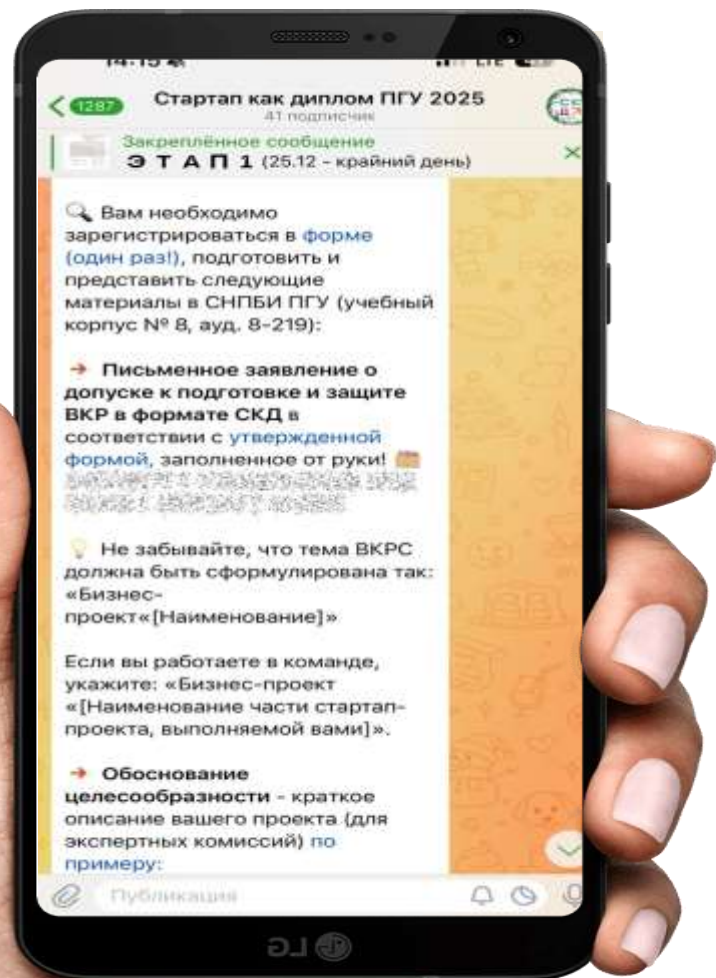 14:15
LTE
1287
Стартап как диплом ПГУ 2025
41 подписчик
Закреплённое сообщение
Э Т А П 1 (25.12 - крайний день)
Вам необходимо
зарегистрироваться в форме
(один раз!), подготовить и
представить следующие
материалы в СНПБИ ПГУ (учебный
корпус № 8, ауд. 8-219):
→ Письменное заявление о
допуске к подготовке и защите
ВКР в формате СКД в
соответствии с утвержденной
формой, заполненное от руки!
Не забывайте, что тема ВКРС
должна быть сформулирована так:
«Бизнес-
проект«[Наименование]»
Если вы работаете в команде,
укажите: «Бизнес-проект
«[Наименование части стартап-
проекта, выполняемой вами]».
→ Обоснование
целесообразности - краткое
описание вашего проекта (для
экспертных комиссий) по
примеру:
Публикация
LG